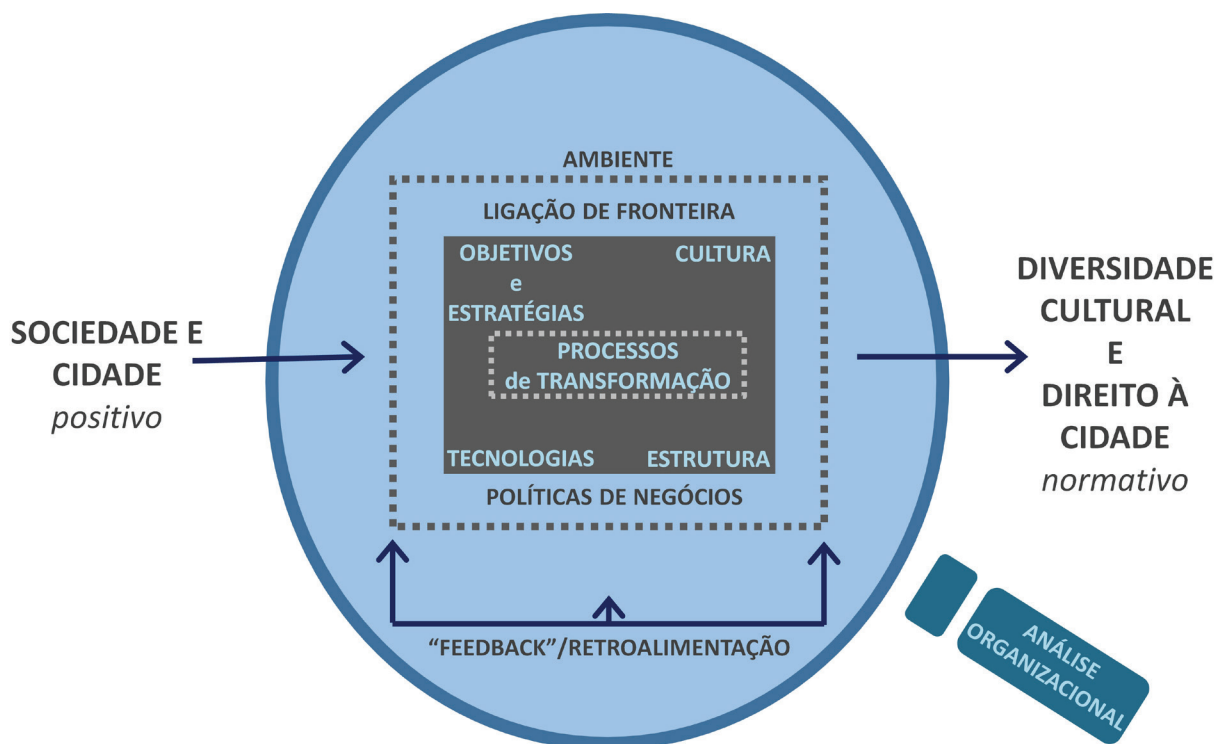 AMBIENTE
LIGAÇÃO DE FRONTEIRA
OBJETIVOS
e
ESTRATÉGIAS
CULTURA
PROCESSOS
de TRANSFORMAÇÃO
TECNOLOGIAS
ESTRUTURA
POLÍTICAS DE NEGÓCIOS
“FEEDBACK”/RETROALIMENTAÇÃO
SOCIEDADE E
CIDADE
positivo
DIVERSIDADE
CULTURAL
E
DIREITO À
CIDADE
normativo
ANÁLISE
ORGANIZACIONAL